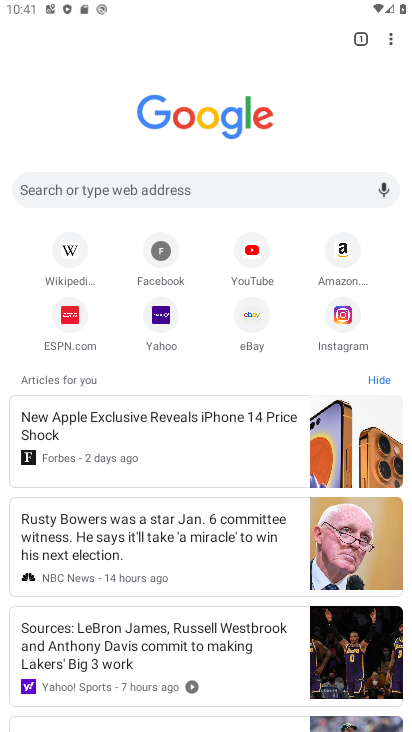 10:41
1
Google
Search or type web address
W
F
a
Wikipedi...
Facebook
YouTube
Amazon....
ESPN
YAHOO!
ebay
ESPN.com
Yahoo
eBay
Instagram
Articles for you
Hide
New Apple Exclusive Reveals iPhone 14 Price
Shock
F
Forbes - 2 days ago
Rusty Bowers was a star Jan. 6 committee
witness. He says it'll take 'a miracle' to win
his next election.
NBC News - 14 hours ago
Sources: LeBron James, Russell Westbrook
and Anthony Davis commit to making
Lakers' Big 3 work
y!
Yahoo! Sports - 7 hours ago